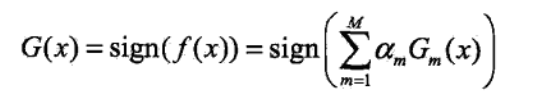 G(x) = sign(f(x)) = sign(∑_{m=1}^{M} α_m G_m(x))